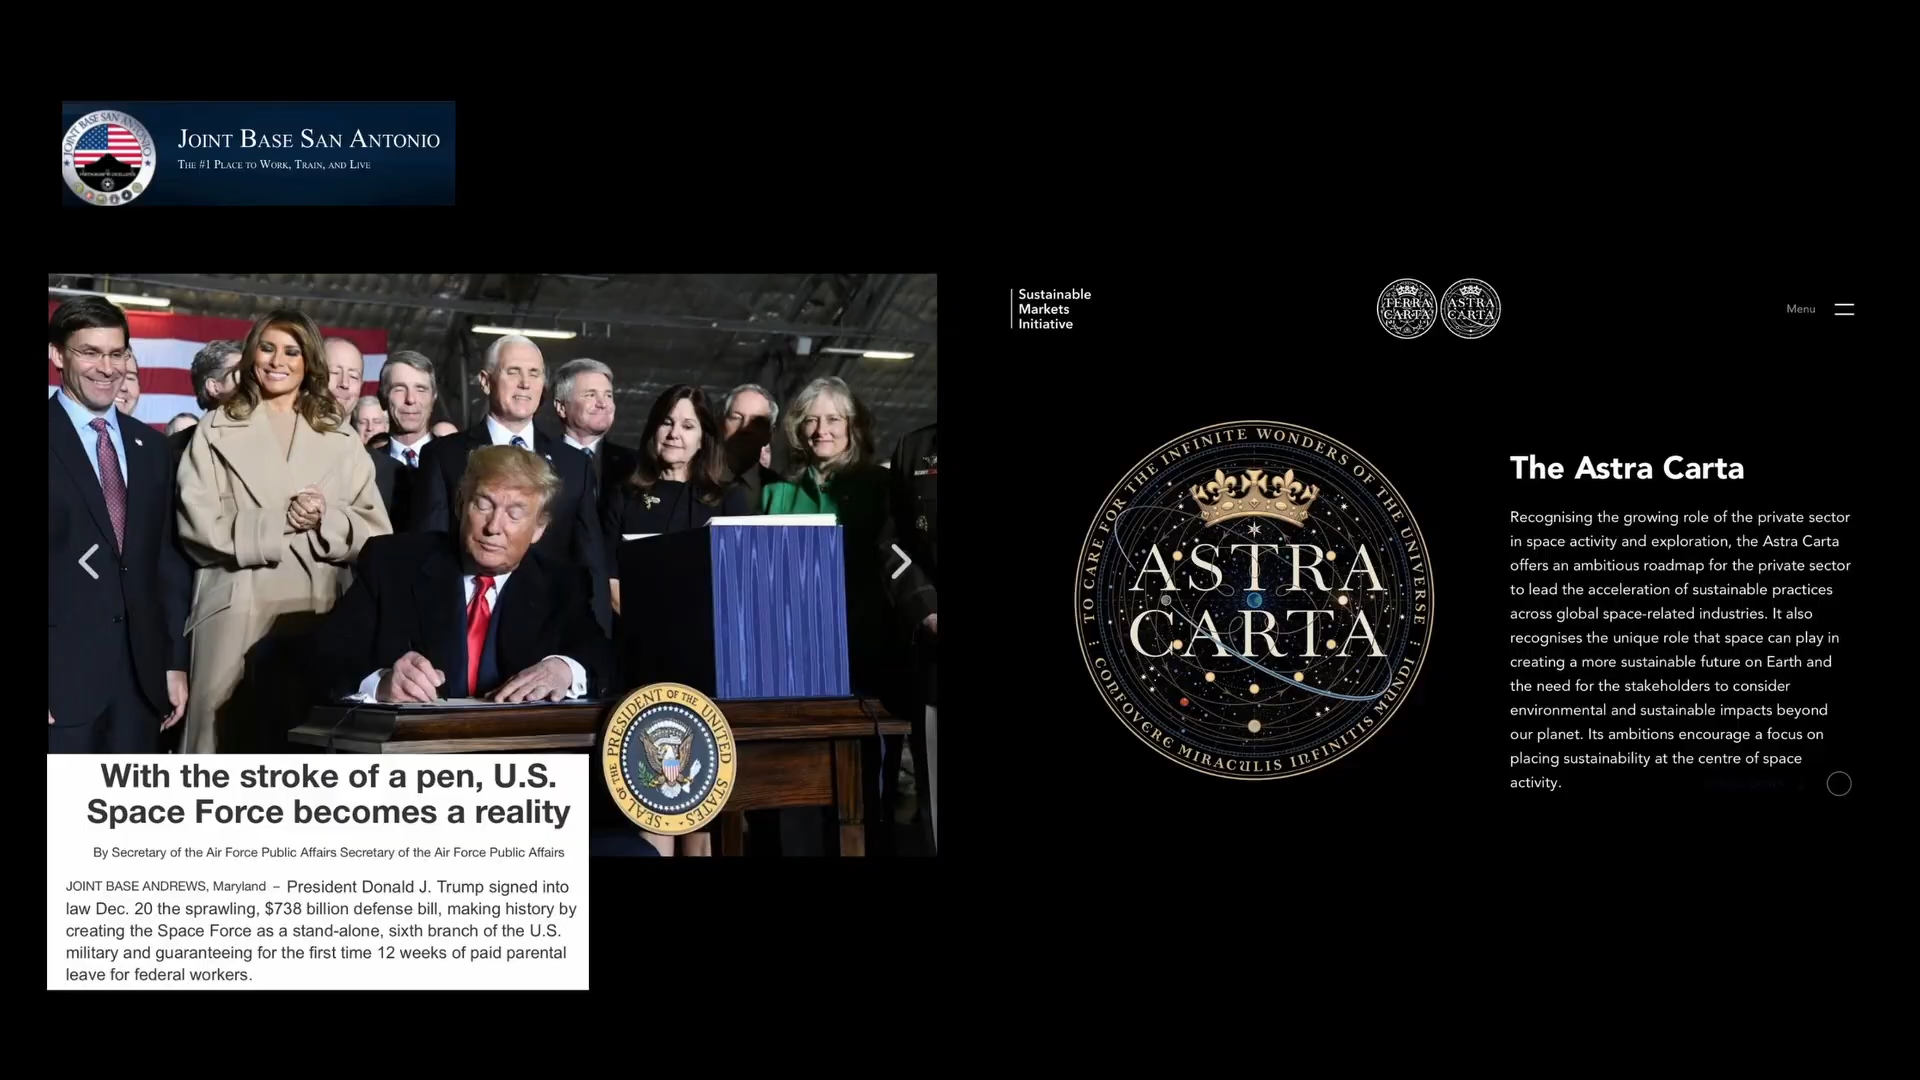 JOINT BASE SAN ANTONIO
JOINT BASE SAN ANTONIO
THE #1 PLACE TO WORK, TRAIN, AND LIVE
SEAL OF THE PRESIDENT OF THE UNITED STATES
With the stroke of a pen, U.S.
Space Force becomes a reality
By Secretary of the Air Force Public Affairs Secretary of the Air Force Public Affairs
JOINT BASE ANDREWS, Maryland – President Donald J. Trump signed into
law Dec. 20 the sprawling, $738 billion defense bill, making history by
creating the Space Force as a stand-alone, sixth branch of the U.S.
military and guaranteeing for the first time 12 weeks of paid parental
leave for federal workers.
Sustainable
Markets
Initiative
TERRA
CARTA
ASTRA
CARTA
Menu
TO CARE FOR THE INFINITE WONDERS OF THE UNIVERSE
ASTRA
CARTA
CONFOVERE MIRACULIS INFINITIS MUNDI
The Astra Carta
Recognising the growing role of the private sector
in space activity and exploration, the Astra Carta
offers an ambitious roadmap for the private sector
to lead the acceleration of sustainable practices
across global space-related industries. It also
recognises the unique role that space can play in
creating a more sustainable future on Earth and
the need for the stakeholders to consider
environmental and sustainable impacts beyond
our planet. Its ambitions encourage a focus on
placing sustainability at the centre of space
activity.